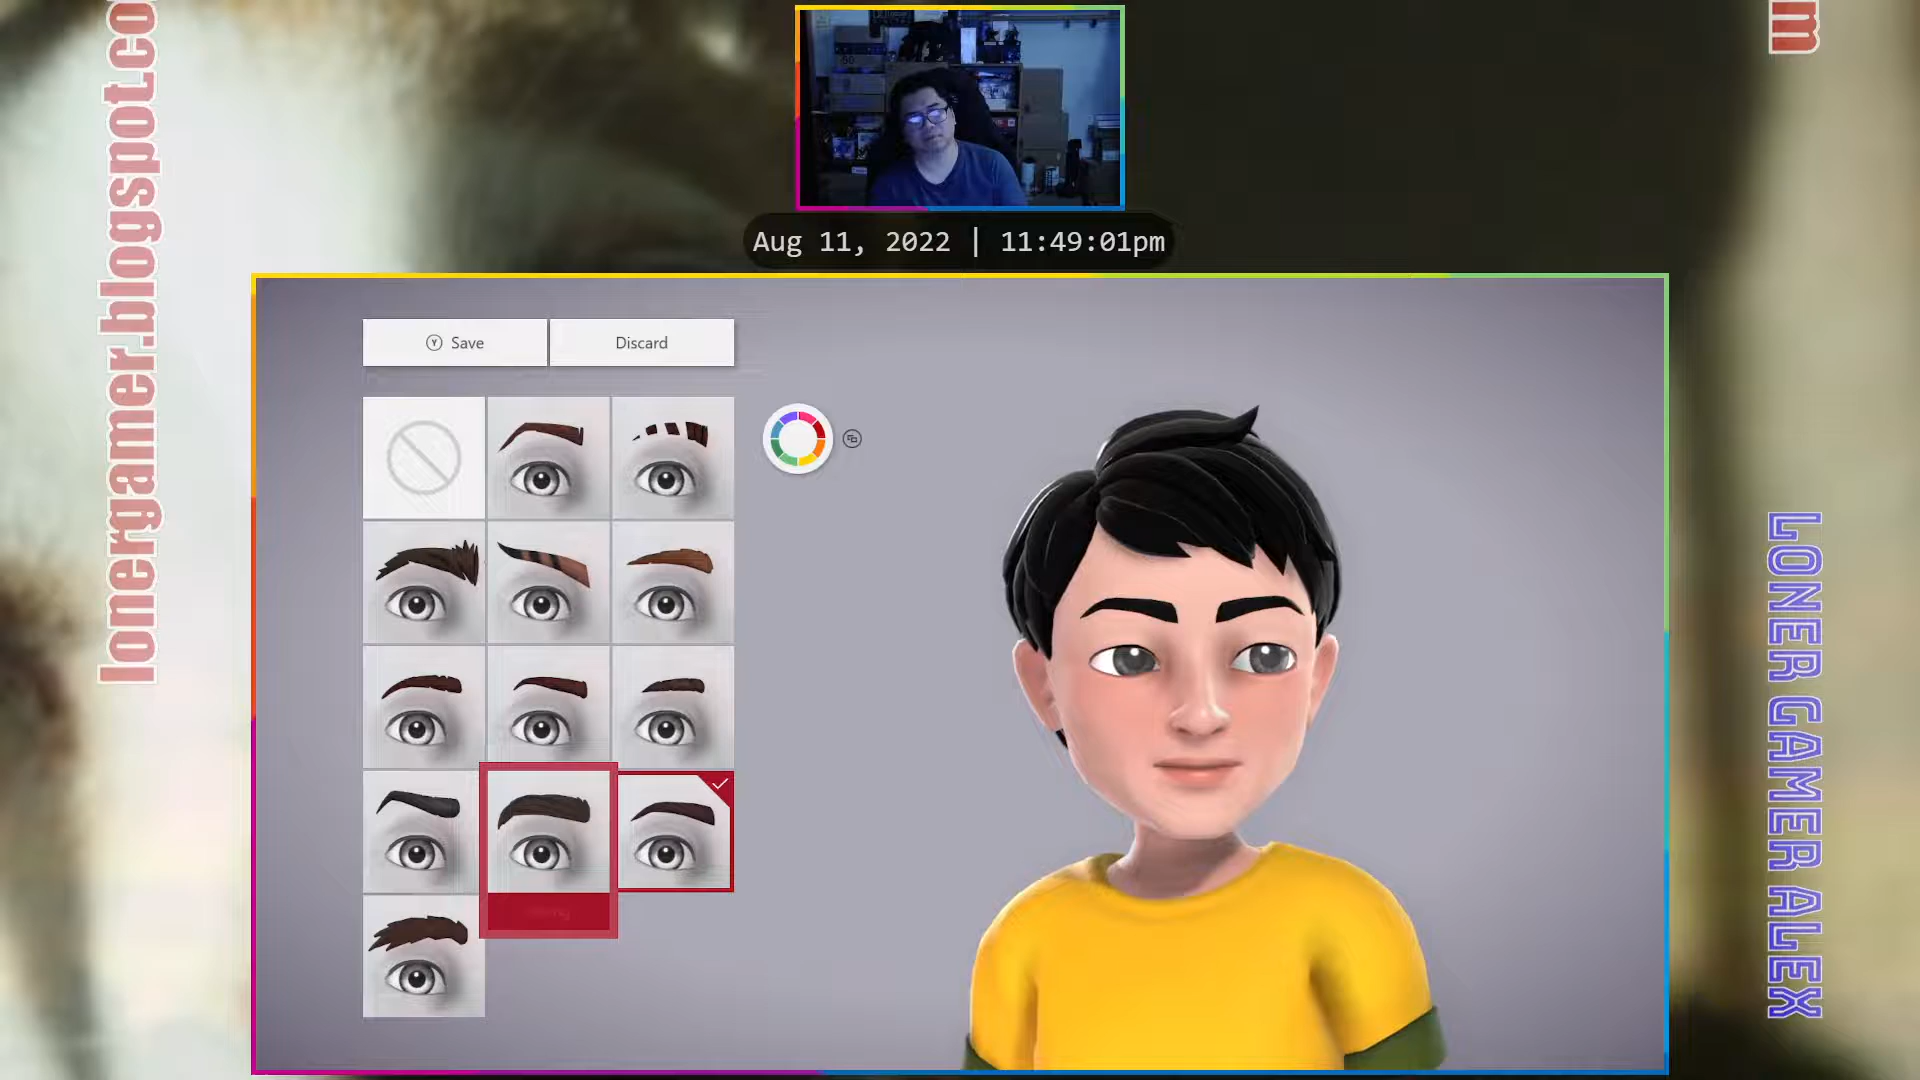 lonergamer.blogspot.co
m
Aug 11, 2022 | 11:49:01pm
Y Save
Discard
LONER GAMER ALEX